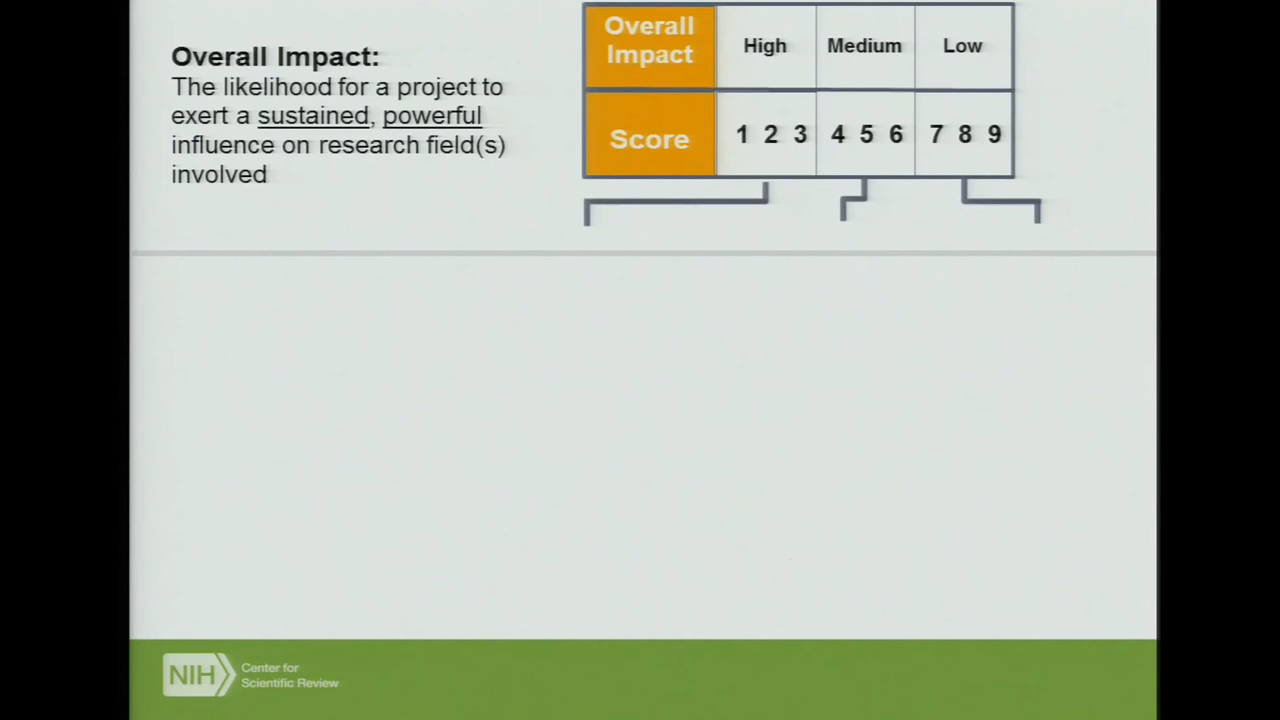 Overall Impact:
The likelihood for a project to
exert a sustained, powerful
influence on research field(s)
involved
Overall
Impact
High
Medium
Low
Score
1 2 3
4 5 6
7 8 9
NIH
Center for
Scientific Review